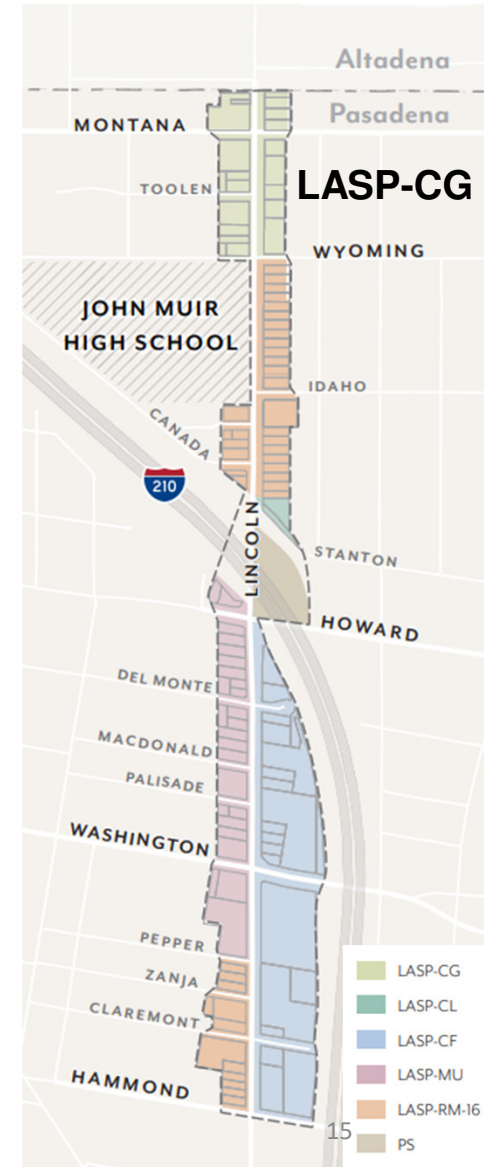 Altadena
Pasadena
MONTANA
TOOLEN
LASP-CG
WYOMING
JOHN MUIR
HIGH SCHOOL
IDAHO
CANADA
210
LINCOLN
STANTON
HOWARD
DEL MONTE
MACDONALD
PALISADE
WASHINGTON
PEPPER
ZANJA
CLAREMONT
HAMMOND
LASP-CG
LASP-CL
LASP-CF
LASP-MU
LASP-RM-16
PS
15